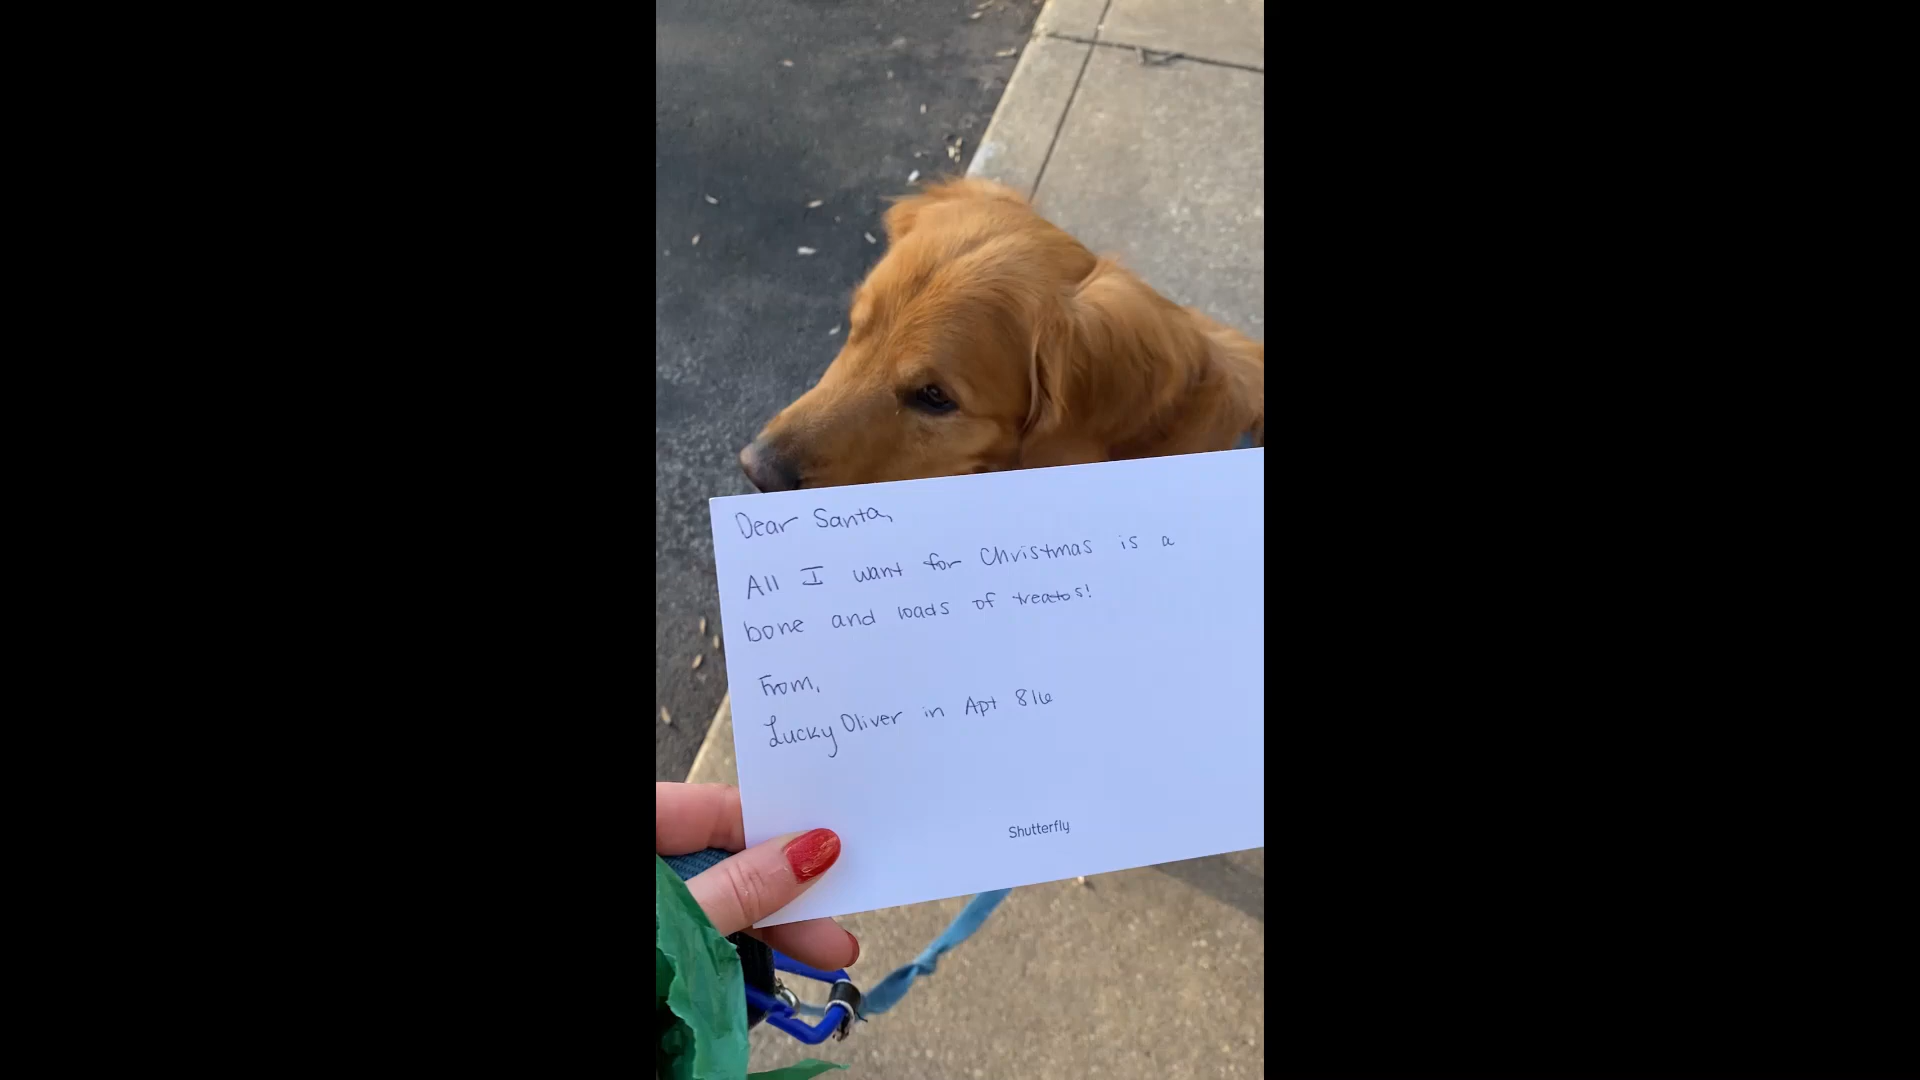 Dear Santa,
All I want for Christmas is a
bone and loads of treatos!
From,
Lucky Oliver in Apt 816
Shutterfly